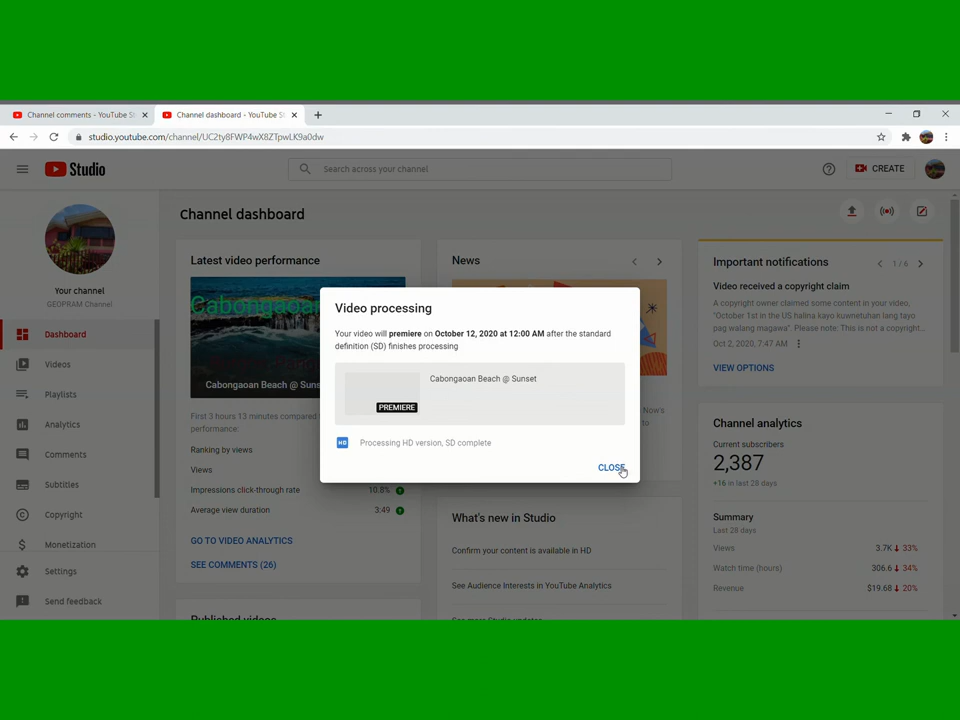 Channel comments - YouTube St
Channel dashboard - YouTube St
studio.youtube.com/channel/UC2ty8FWP4wX8ZTpwLK9a0dw
Studio
Search across your channel
CREATE
Your channel
GEOPRAM Channel
Dashboard
Videos
Playlists
Analytics
Comments
Subtitles
Copyright
Monetization
Settings
Send feedback
Channel dashboard
Latest video performance
Cabongaoan
Cabongaoan Beach @ Suns
First 3 hours 13 minutes compared
performance:
Ranking by views
Views
Impressions click-through rate 10.8%
Average view duration 3:49
GO TO VIDEO ANALYTICS
SEE COMMENTS (26)
Published videos
News
Now's
to
What's new in Studio
Confirm your content is available in HD
See Audience Interests in YouTube Analytics
See more Studio updates
Video processing
Your video will premiere on October 12, 2020 at 12:00 AM after the standard
definition (SD) finishes processing
Cabongaoan Beach @ Sunset
PREMIERE
HD Processing HD version, SD complete
CLOSE
Important notifications
1 / 6
Video received a copyright claim
A copyright owner claimed some content in your video,
"October 1st in the US halina kayo kuwnetuhan lang tayo
pag walang magawa". Please note: This is not a copyright...
Oct 2, 2020, 7:47 AM
VIEW OPTIONS
Channel analytics
Current subscribers
2,387
+16 in last 28 days
Summary
Last 28 days
Views 3.7K 33%
Watch time (hours) 306.6 34%
Revenue $19.68 20%